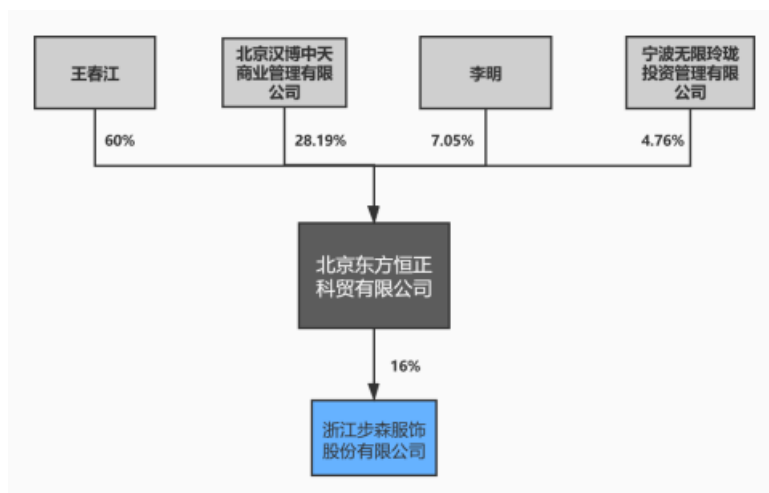 王春江
北京汉博中天
商业管理有限
公司
李明
宁波无限玲珑
投资管理有限
公司
60%
28.19%
7.05%
4.76%
北京东方恒正
科贸有限公司
16%
浙江步森服饰
股份有限公司